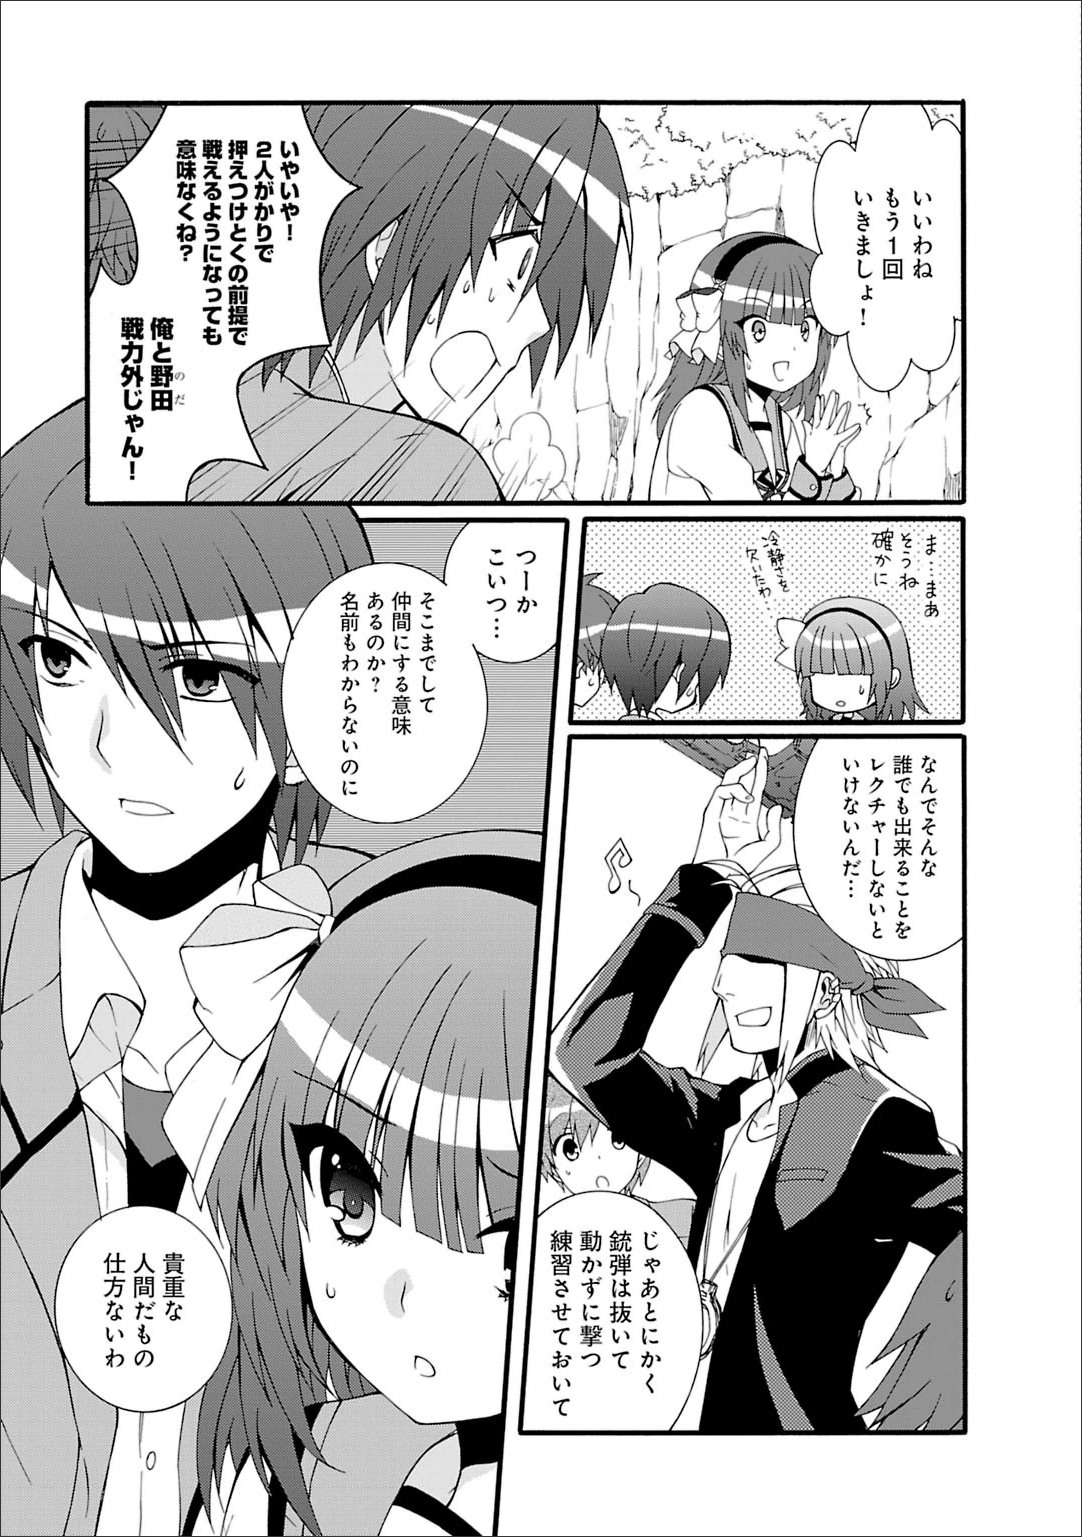 いいわね
もう1回
いきましょ！
いやいや！
2人がかりで
押えつけとくの前提で
戦えるようになっても
意味なくね？
俺と野田
のだ
戦力外じゃん！
ま…まあ
そうね
確かに
冷静さを
欠いたわ…
つーか
こいつ…
そこまでして
仲間にする意味
あるのか？
名前もわからないのに
なんでそんな
誰でも出来ることを
レクチャーしないと
いけないんだ…
じゃあとにかく
銃弾は抜いて
動かずに撃つ
練習させておいて
貴重な
人間だもの
仕方ないわ